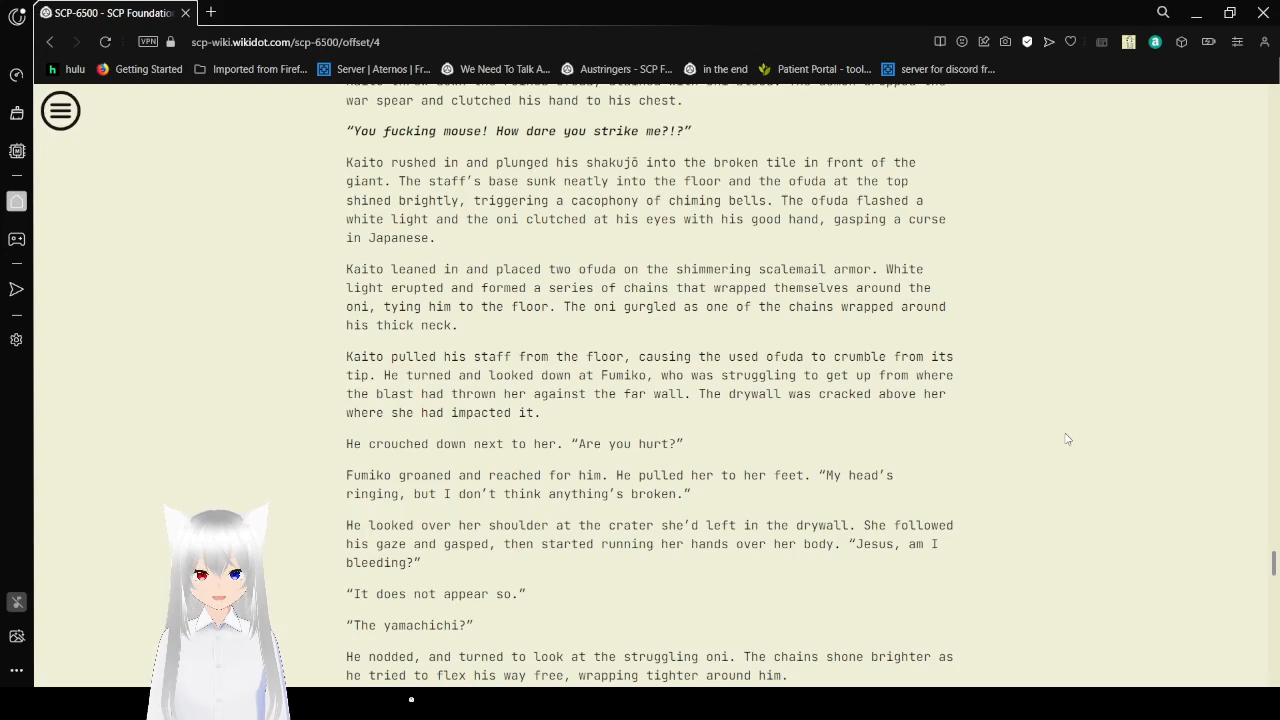 SCP-6500 - SCP Foundatio
scp-wiki.wikidot.com/scp-6500/offset/4
VPN
hulu
Getting Started
Imported from Firef...
Server | Aternos | Fr...
We Need To Talk A...
Austringers - SCP F...
in the end
Patient Portal - tool...
server for discord fr...
war spear and clutched his hand to his chest.
“You fucking mouse! How dare you strike me?!?”
Kaito rushed in and plunged his shakujō into the broken tile in front of the
giant. The staff’s base sunk neatly into the floor and the ofuda at the top
shined brightly, triggering a cacophony of chiming bells. The ofuda flashed a
white light and the oni clutched at his eyes with his good hand, gasping a curse
in Japanese.
Kaito leaned in and placed two ofuda on the shimmering scalemail armor. White
light erupted and formed a series of chains that wrapped themselves around the
oni, tying him to the floor. The oni gurgled as one of the chains wrapped around
his thick neck.
Kaito pulled his staff from the floor, causing the used ofuda to crumble from its
tip. He turned and looked down at Fumiko, who was struggling to get up from where
the blast had thrown her against the far wall. The drywall was cracked above her
where she had impacted it.
He crouched down next to her. “Are you hurt?”
Fumiko groaned and reached for him. He pulled her to her feet. “My head’s
ringing, but I don’t think anything’s broken.”
He looked over her shoulder at the crater she’d left in the drywall. She followed
his gaze and gasped, then started running her hands over her body. “Jesus, am I
bleeding?”
“It does not appear so.”
“The yamachichi?”
He nodded, and turned to look at the struggling oni. The chains shone brighter as
he tried to flex his way free, wrapping tighter around him.